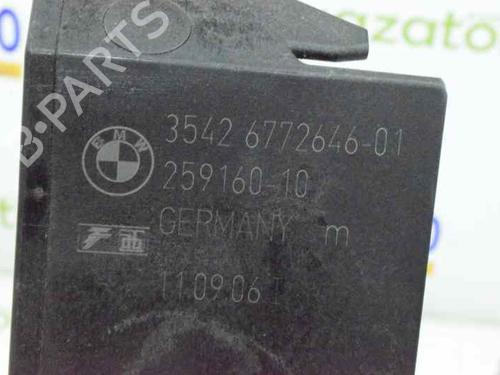 B-PARTS
BMW
3542 6772646-01
259160-10
GERMANY m
11.09.06 I